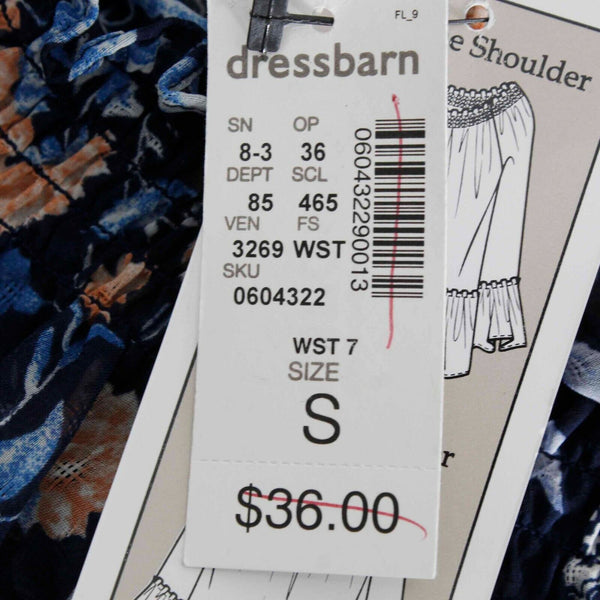 FL_9
dressbarn
e Shoulder
SN OP
8-3 36
DEPT SCL
85 465
VEN FS
3269 WST
SKU
0604322
060432290013
WST 7
SIZE
S
r
$36.00